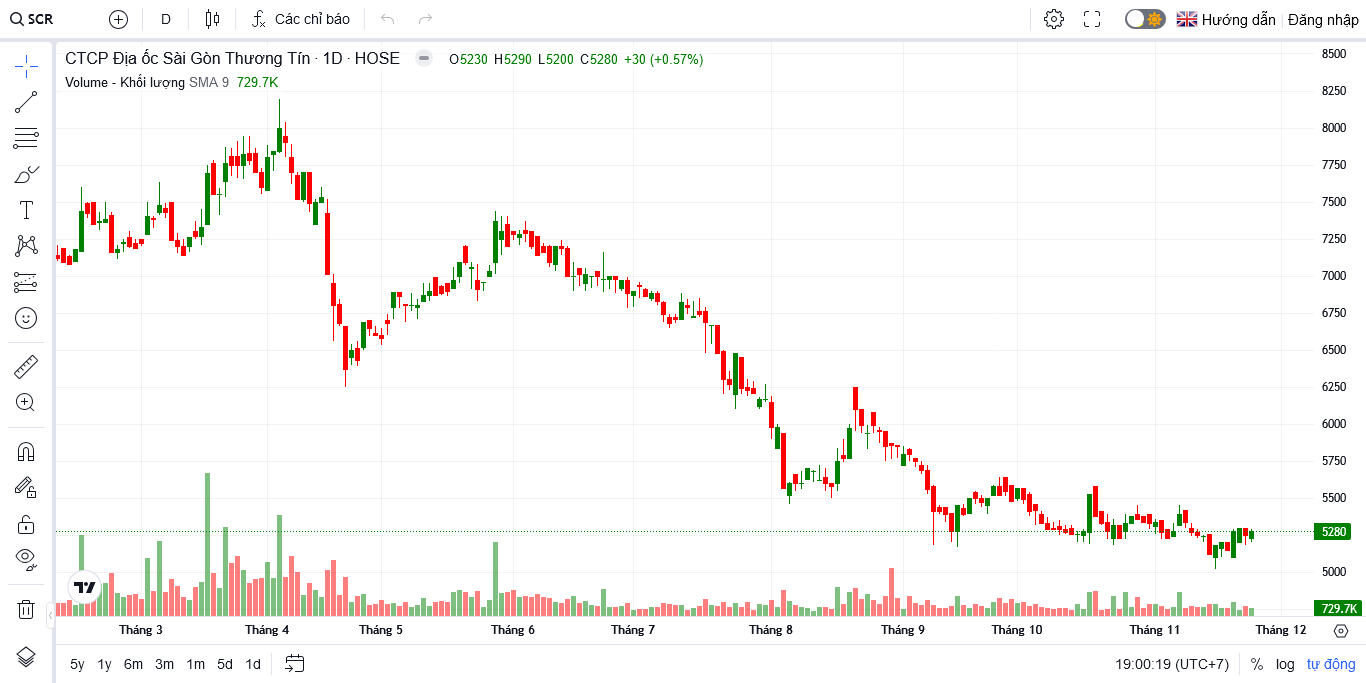 SCR D Các chỉ báo Hướng dẫn Đăng nhập
CTCP Địa ốc Sài Gòn Thương Tín · 1D · HOSE O5230 H5290 L5200 C5280 +30 (+0.57%)
Volume - Khối lượng SMA 9 729.7K
8500
8250
8000
7750
7500
7250
7000
6750
6500
6250
6000
5750
5500
5280
5000
729.7K
Tháng 3 Tháng 4 Tháng 5 Tháng 6 Tháng 7 Tháng 8 Tháng 9 Tháng 10 Tháng 11 Tháng 12
5y 1y 6m 3m 1m 5d 1d 19:00:19 (UTC+7) % log tự động